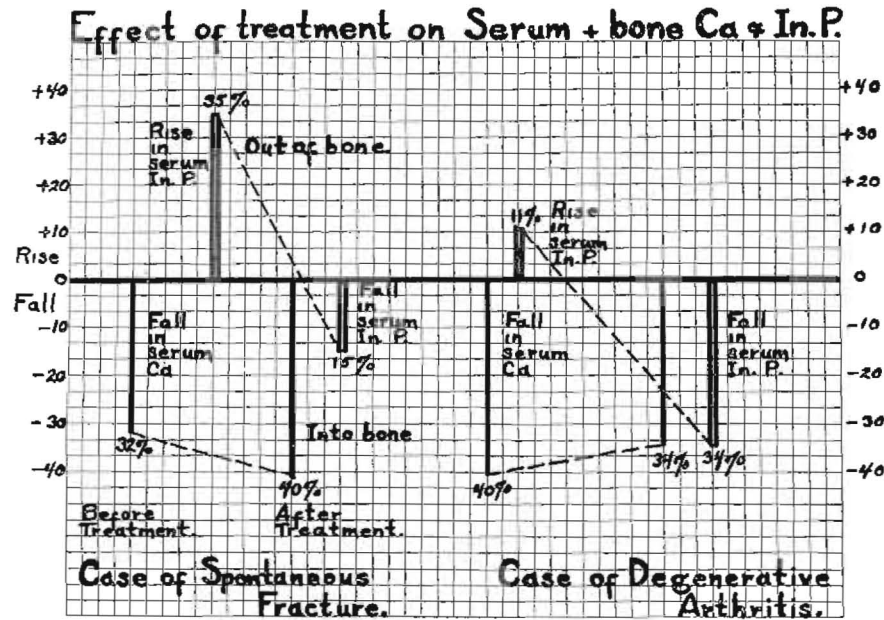 Effect of treatment on Serum + bone Ca & In.P.
+40
+30
+20
+10
Rise
0
Fall
-10
-20
-30
-40
35%
Rise
in
serum
In. P.
Out of bone.
Fall
in
serum
Ca
32%
Fall
in
serum
In P.
15%
Into bone
40%
Before
Treatment.
After
Treatment.
Case of Spontaneous
Fracture.
11%
Rise
in
serum
In.P.
Fall
in
serum
Ca
40%
34%
Fall
in
serum
In. P.
34%
Case of Degenerative
Arthritis.
+40
+30
+20
+10
0
-10
-20
-30
-40